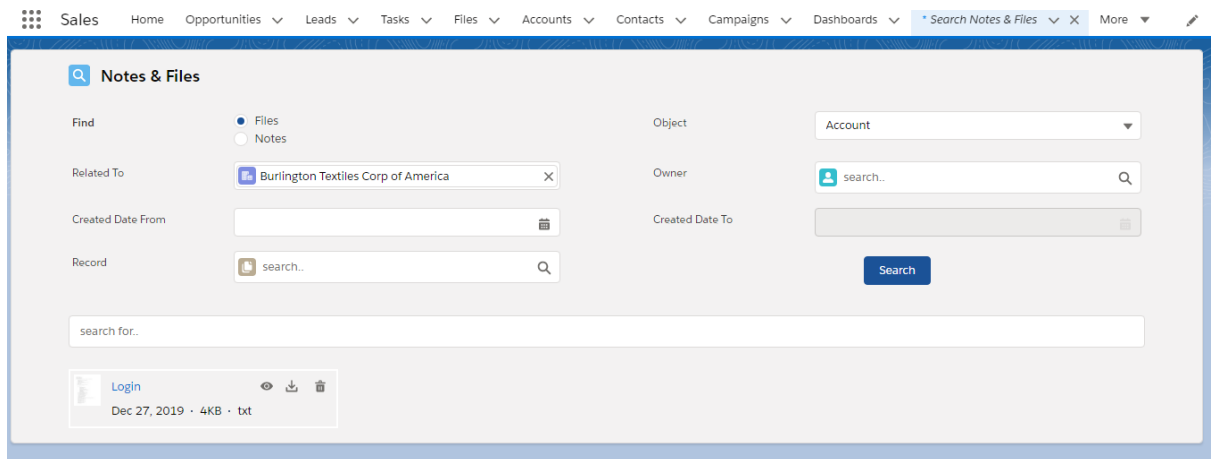 Sales Home Opportunities Leads Tasks Files Accounts Contacts Campaigns Dashboards * Search Notes & Files More
Notes & Files
Find Files Object Account
Notes
Related To Burlington Textiles Corp of America Owner search..
Created Date From Created Date To
Record search.. Search
search for..
Login
Dec 27, 2019 · 4KB · txt